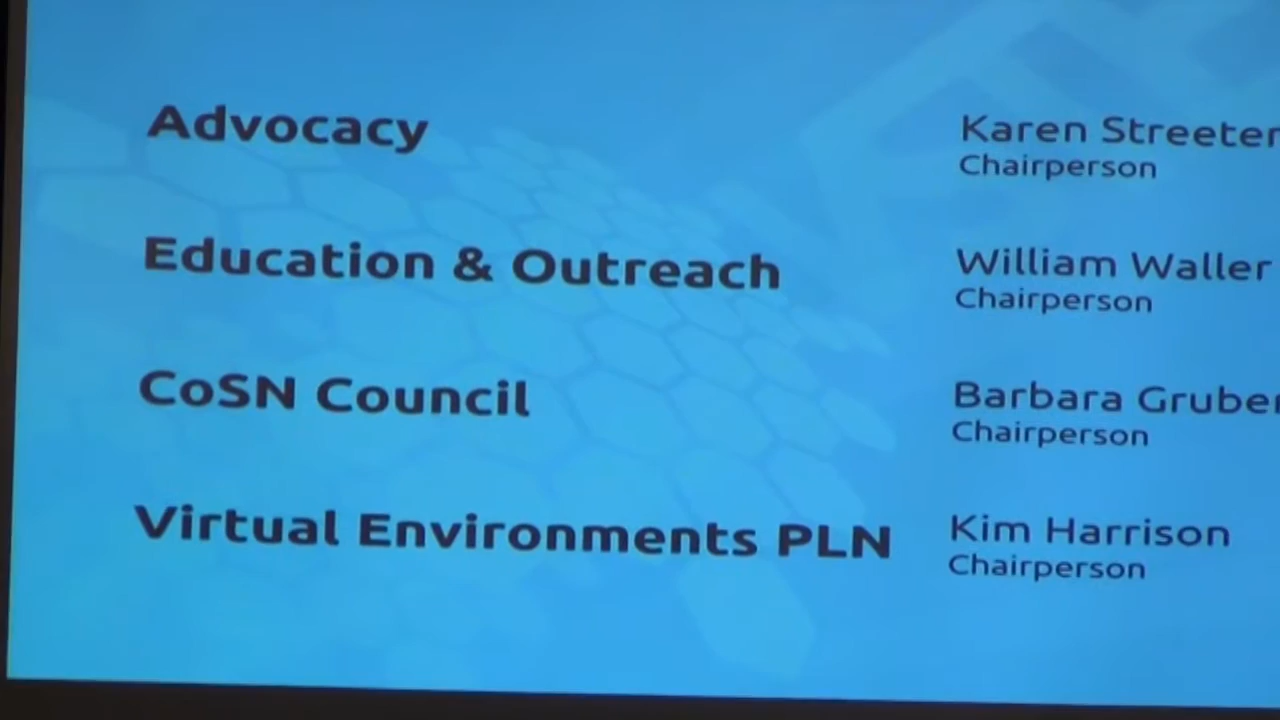 Advocacy
Karen Streeter
Chairperson
Education & Outreach
William Waller
Chairperson
CoSN Council
Barbara Gruber
Chairperson
Virtual Environments PLN
Kim Harrison
Chairperson